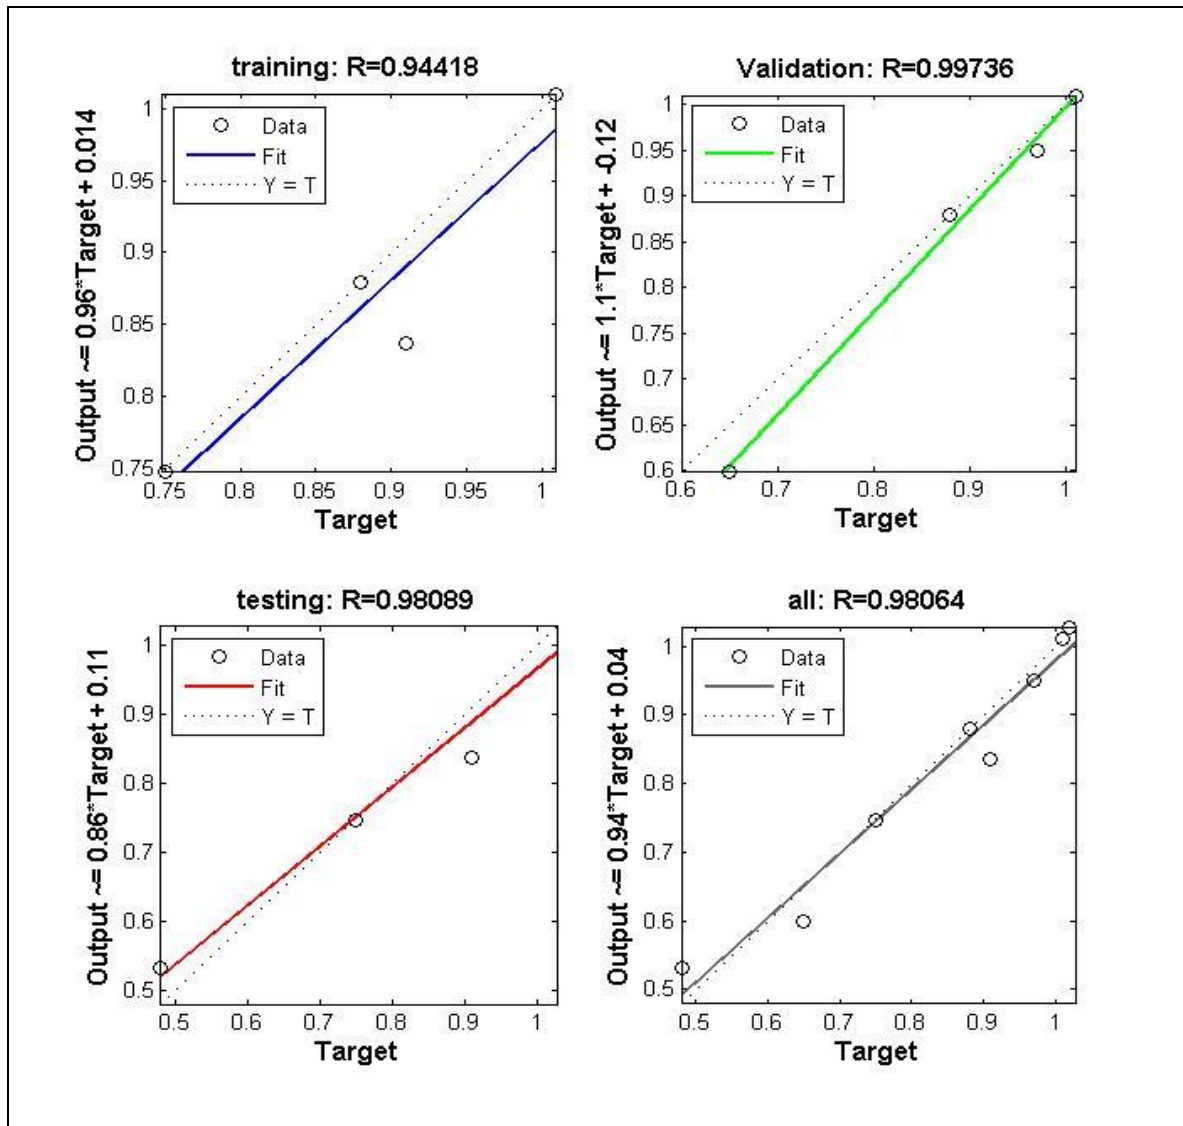 training: R=0.94418
Output ~= 0.96*Target + 0.014
1
0.95
0.9
0.85
0.8
0.75
Data
Fit
Y = T
0.75 0.8 0.85 0.9 0.95 1
Target
Validation: R=0.99736
Output ~= 1.1*Target + -0.12
1
0.95
0.9
0.85
0.8
0.75
0.7
0.65
0.6
Data
Fit
Y = T
0.6 0.7 0.8 0.9 1
Target
testing: R=0.98089
Output ~= 0.86*Target + 0.11
1
0.9
0.8
0.7
0.6
0.5
Data
Fit
Y = T
0.5 0.6 0.7 0.8 0.9 1
Target
all: R=0.98064
Output ~= 0.94*Target + 0.04
1
0.9
0.8
0.7
0.6
0.5
Data
Fit
Y = T
0.5 0.6 0.7 0.8 0.9 1
Target